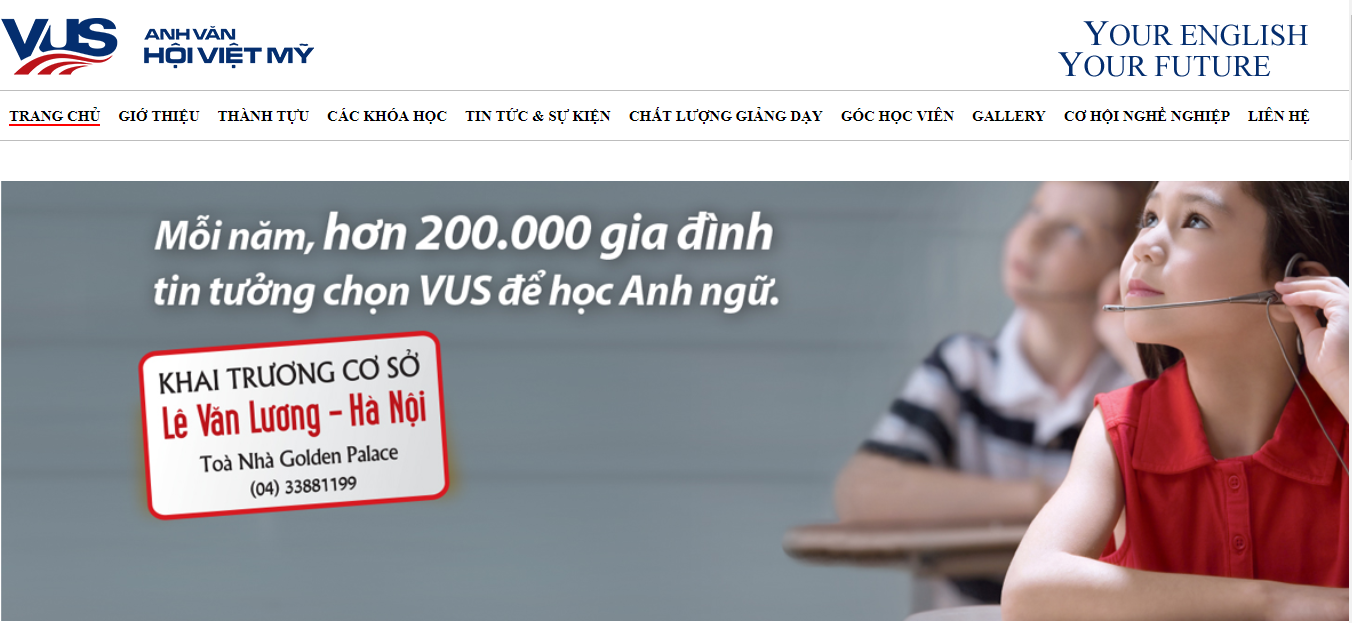 VUS
ANH VĂN
HỘI VIỆT MỸ
YOUR ENGLISH
YOUR FUTURE
TRANG CHỦ GIỚ THIỆU THÀNH TỰU CÁC KHÓA HỌC TIN TỨC & SỰ KIỆN CHẤT LƯỢNG GIẢNG DẠY GÓC HỌC VIÊN GALLERY CƠ HỘI NGHỀ NGHIỆP LIÊN HỆ
Mỗi năm, hơn 200.000 gia đình
tin tưởng chọn VUS để học Anh ngữ.
KHAI TRƯƠNG CƠ SỞ
Lê Văn Lương - Hà Nội
Toà Nhà Golden Palace
(04) 33881199